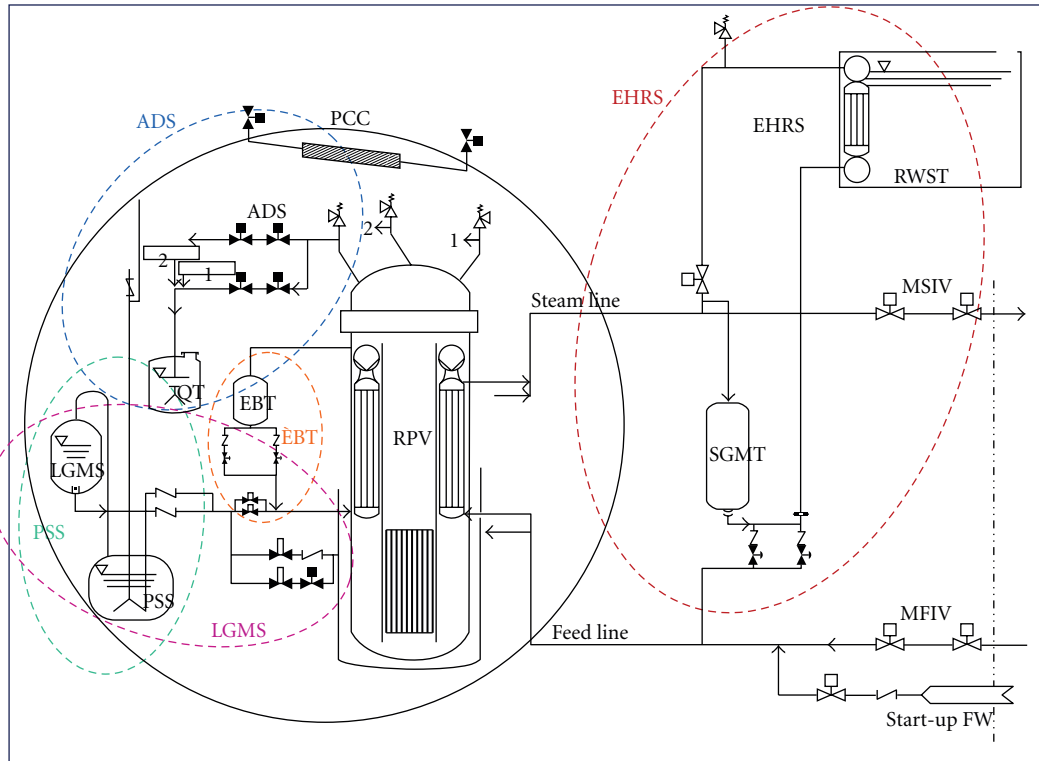 ADS
PCC
EHRS
EHRS
RWST
ADS
2
1
2
1
Steam line
MSIV
QT
EBT
EBT
RPV
LGMS
SGMT
PSS
PSS
LGMS
Feed line
MFIV
Start-up FW